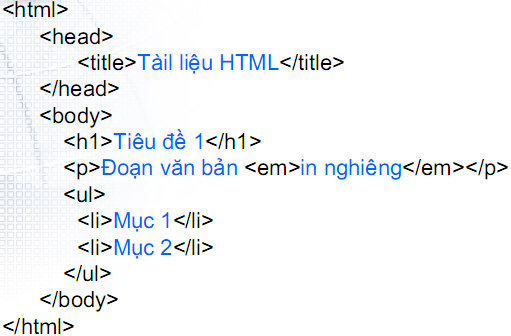 <html>
<head>
<title>Tàil liệu HTML</title>
</head>
<body>
<h1>Tiêu đề 1</h1>
<p>Đoạn văn bản <em>in nghiêng</em></p>
<ul>
<li>Mục 1</li>
<li>Mục 2</li>
</ul>
</body>
</html>